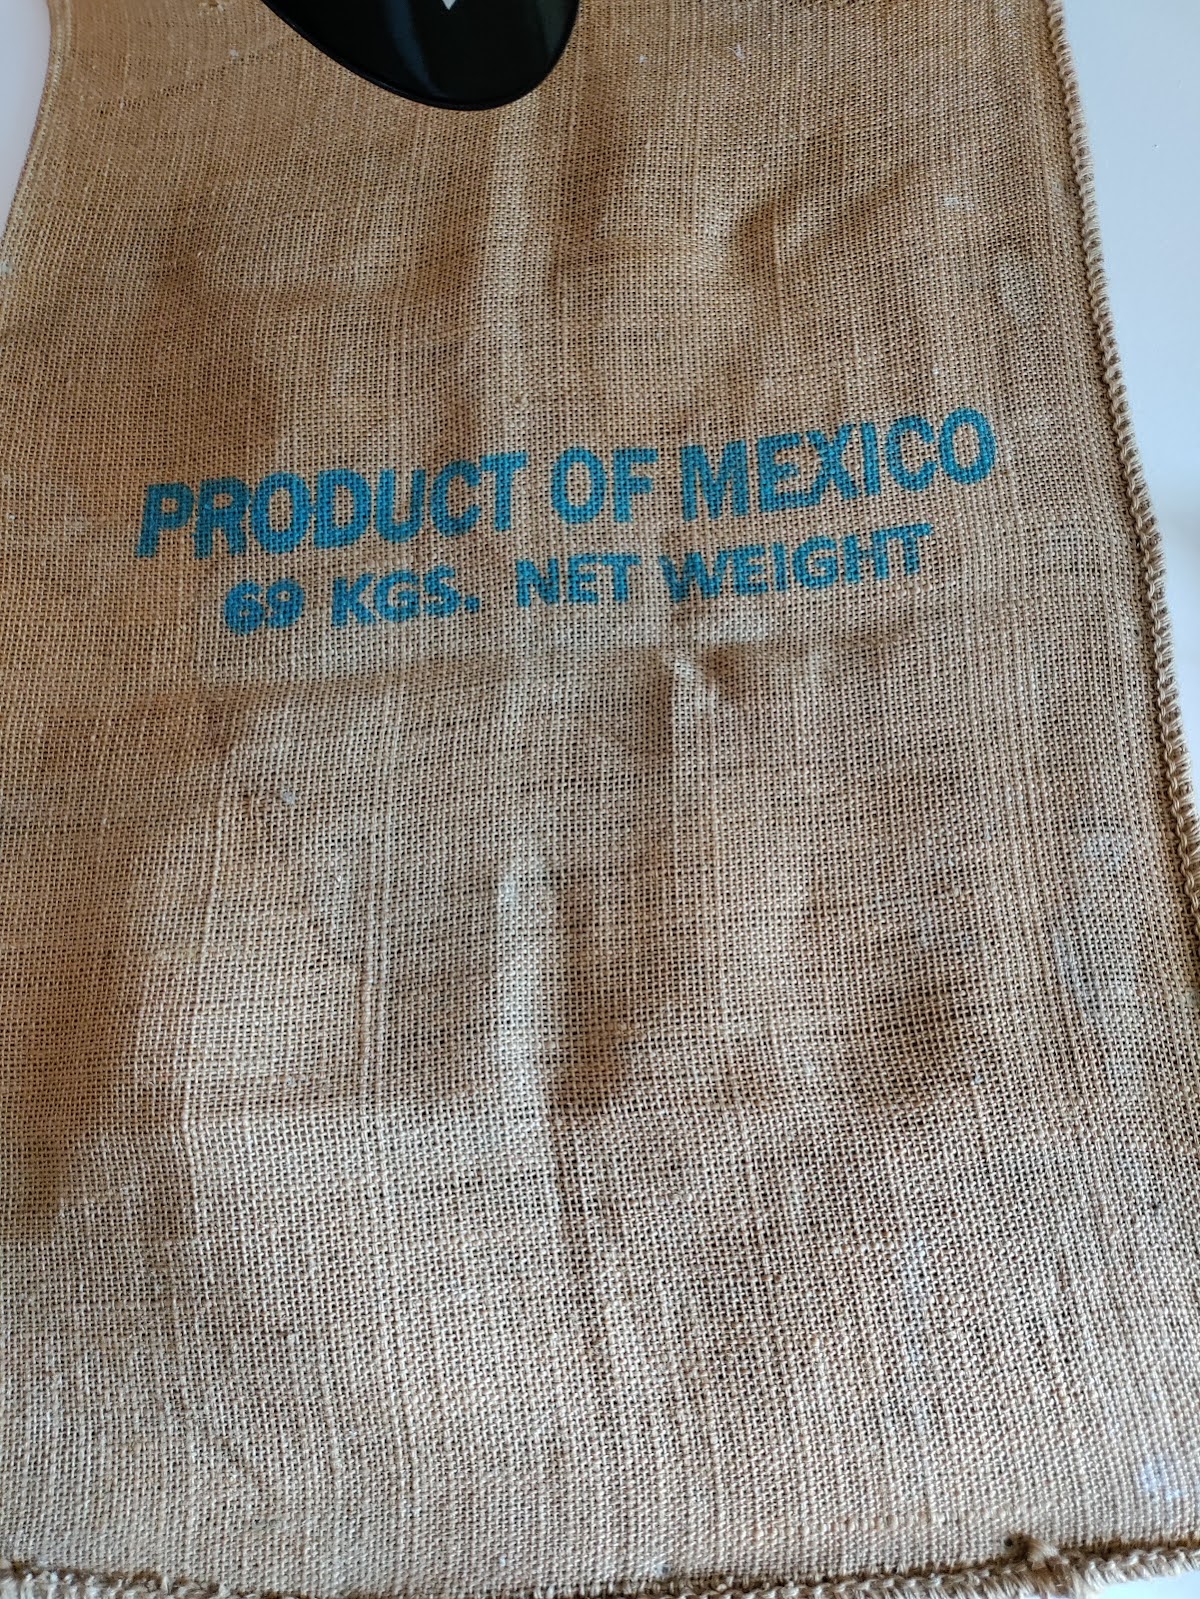 PRODUCT OF MEXICO
69 KGS. NET WEIGHT